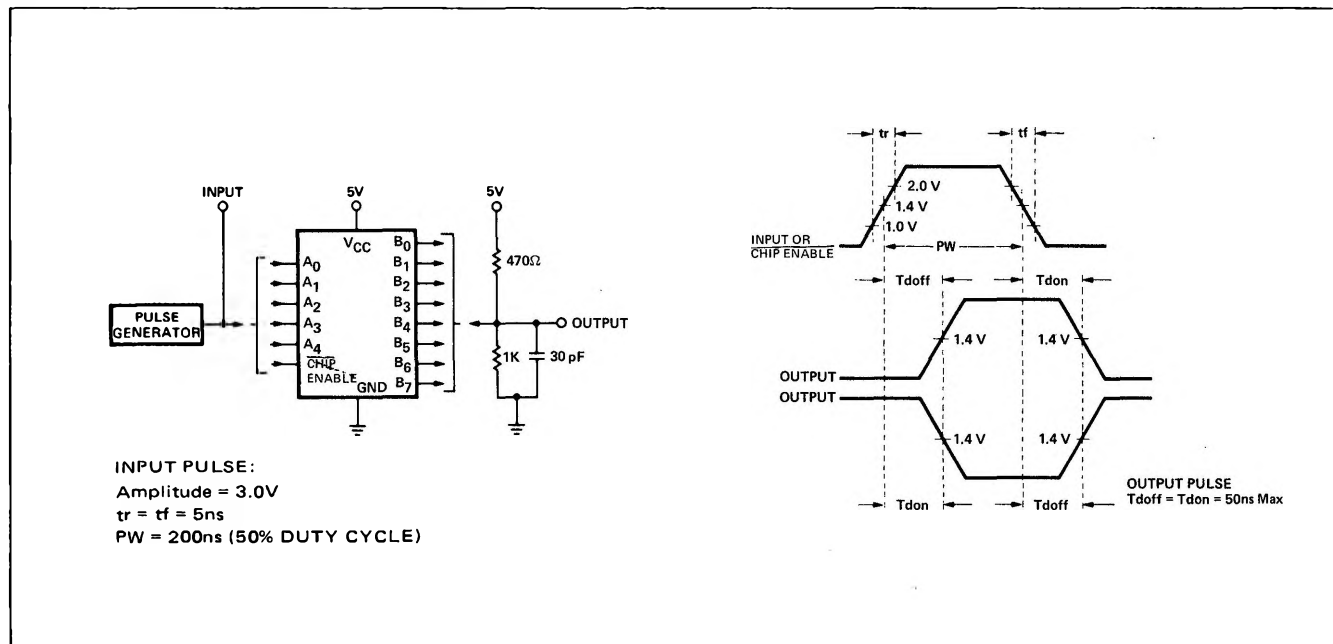 INPUT
5V
5V
VCC
A0
A1
A2
A3
A4
CHIP
ENABLE
GND
B0
B1
B2
B3
B4
B5
B6
B7
PULSE
GENERATOR
470Ω
OUTPUT
1K
30 pF
INPUT PULSE:
Amplitude = 3.0V
tr = tf = 5ns
PW = 200ns (50% DUTY CYCLE)
tr
tf
2.0 V
1.4 V
1.0 V
INPUT OR
CHIP ENABLE
PW
Tdoff
Tdon
1.4 V
1.4 V
OUTPUT
OUTPUT
1.4 V
1.4 V
Tdon
Tdoff
OUTPUT PULSE
Tdoff = Tdon = 50ns Max